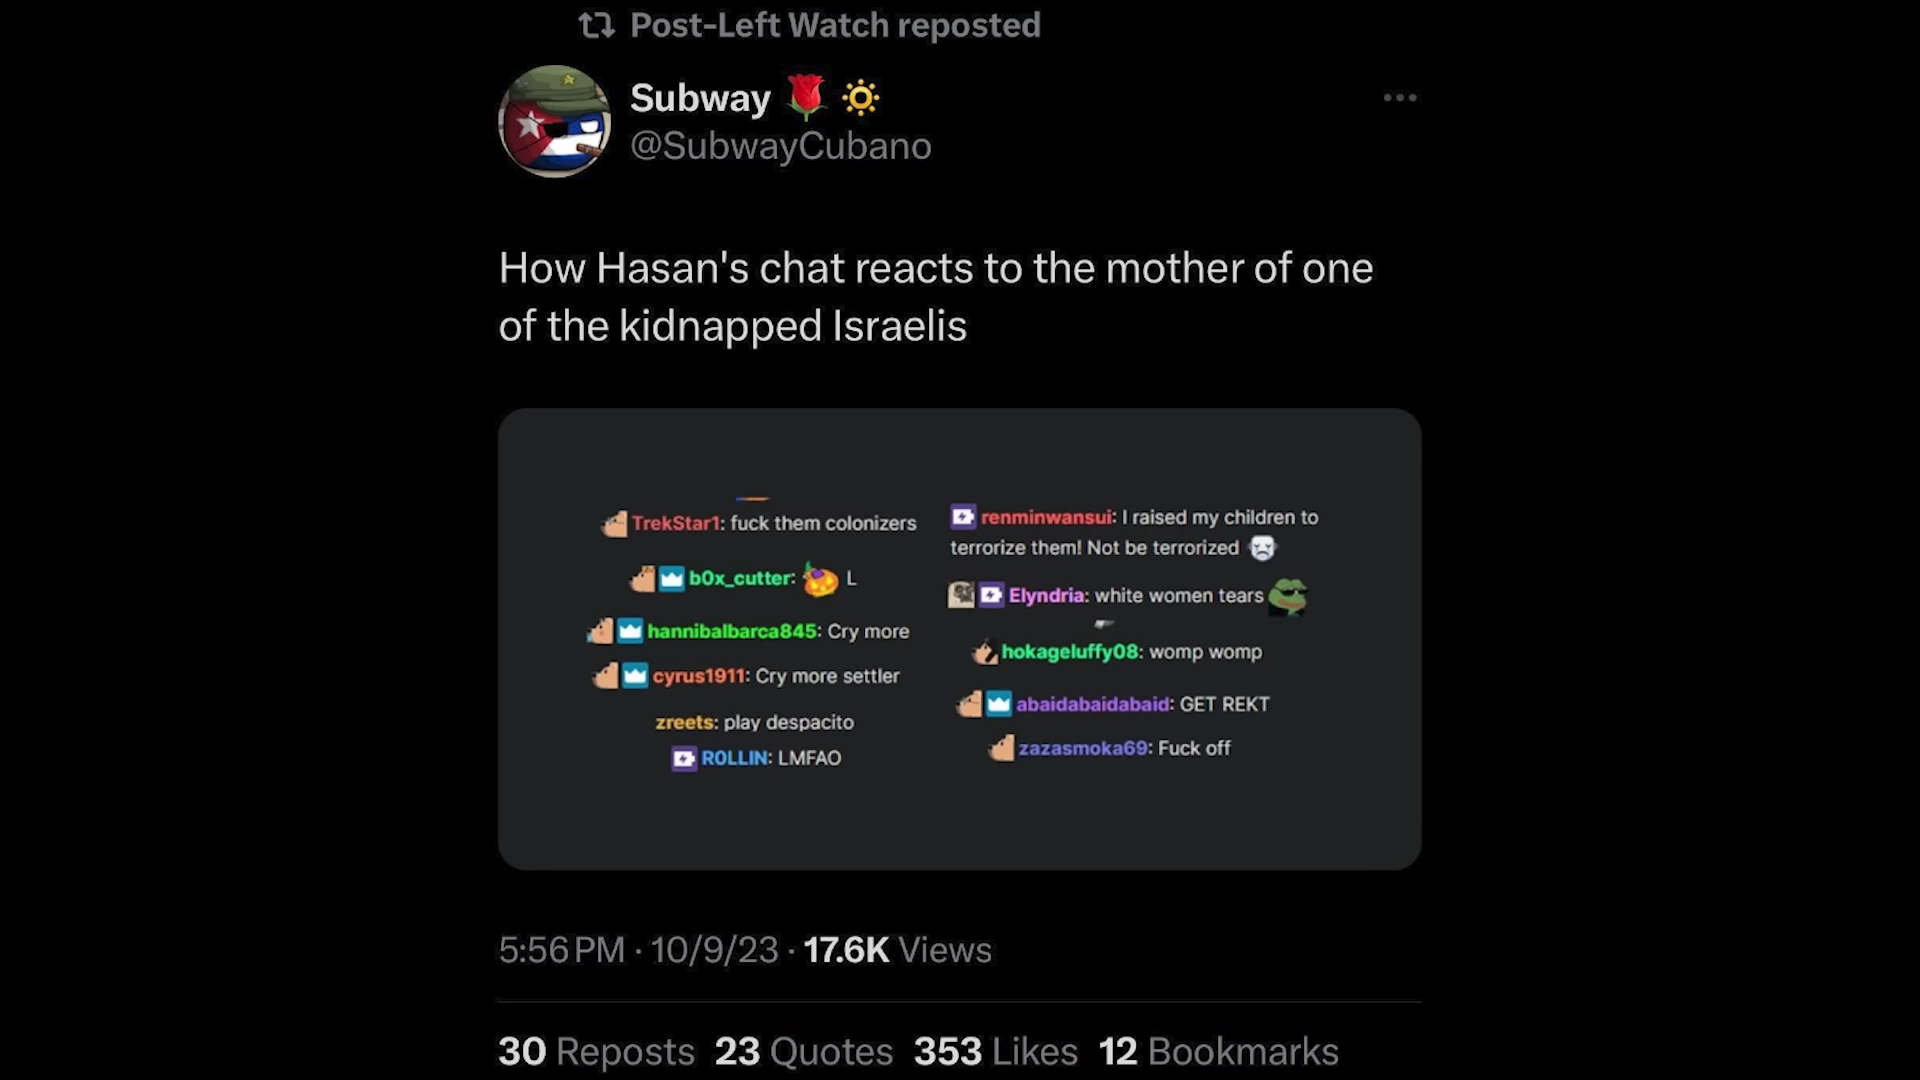 Post-Left Watch reposted
Subway
@SubwayCubano
How Hasan's chat reacts to the mother of one
of the kidnapped Israelis
TrekStar1: fuck them colonizers
b0x_cutter: L
hannibalbarca845: Cry more
cyrus1911: Cry more settler
zreets: play despacito
R0LLIN: LMFAO
renminwansui: I raised my children to
terrorize them! Not be terrorized
Elyndria: white women tears
hokageluffy08: womp womp
abaidabaidabaid: GET REKT
zazasmoka69: Fuck off
5:56 PM · 10/9/23 · 17.6K Views
30 Reposts 23 Quotes 353 Likes 12 Bookmarks